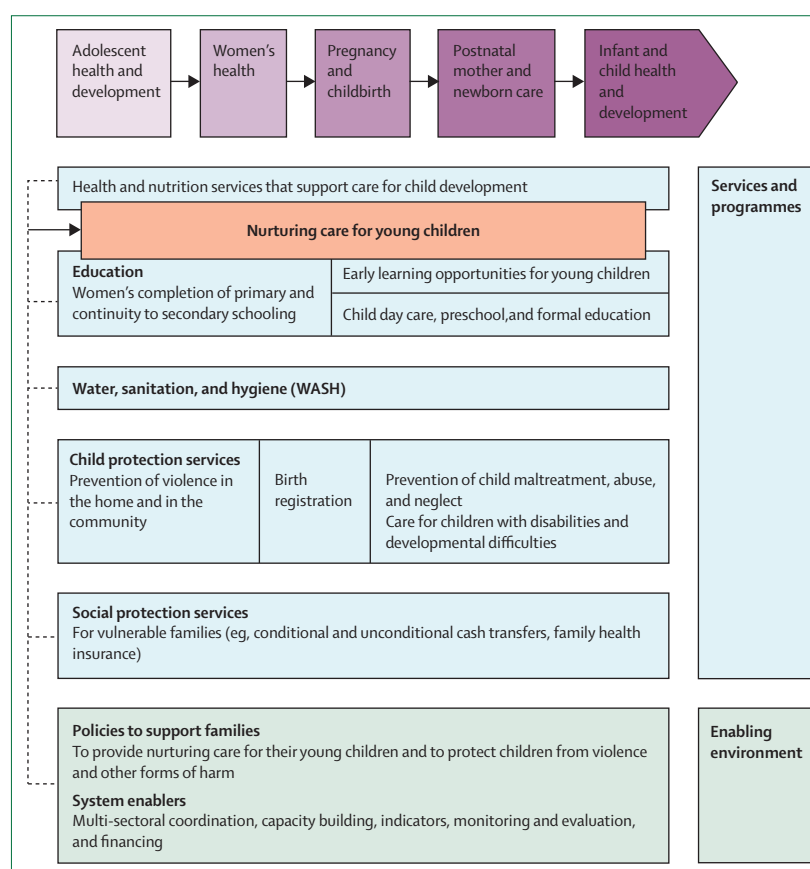 Adolescent
health and
development
Women's
health
Pregnancy
and
childbirth
Postnatal
mother and
newborn care
Infant and
child health
and
development
Health and nutrition services that support care for child development
Services and
programmes
Nurturing care for young children
Education
Women's completion of primary and
continuity to secondary schooling
Early learning opportunities for young children
Child day care, preschool,and formal education
Water, sanitation, and hygiene (WASH)
Child protection services
Prevention of violence in
the home and in the
community
Birth
registration
Prevention of child maltreatment, abuse,
and neglect
Care for children with disabilities and
developmental difficulties
Social protection services
For vulnerable families (eg, conditional and unconditional cash transfers, family health
insurance)
Policies to support families
To provide nurturing care for their young children and to protect children from violence
and other forms of harm
System enablers
Multi-sectoral coordination, capacity building, indicators, monitoring and evaluation,
and financing
Enabling
environment